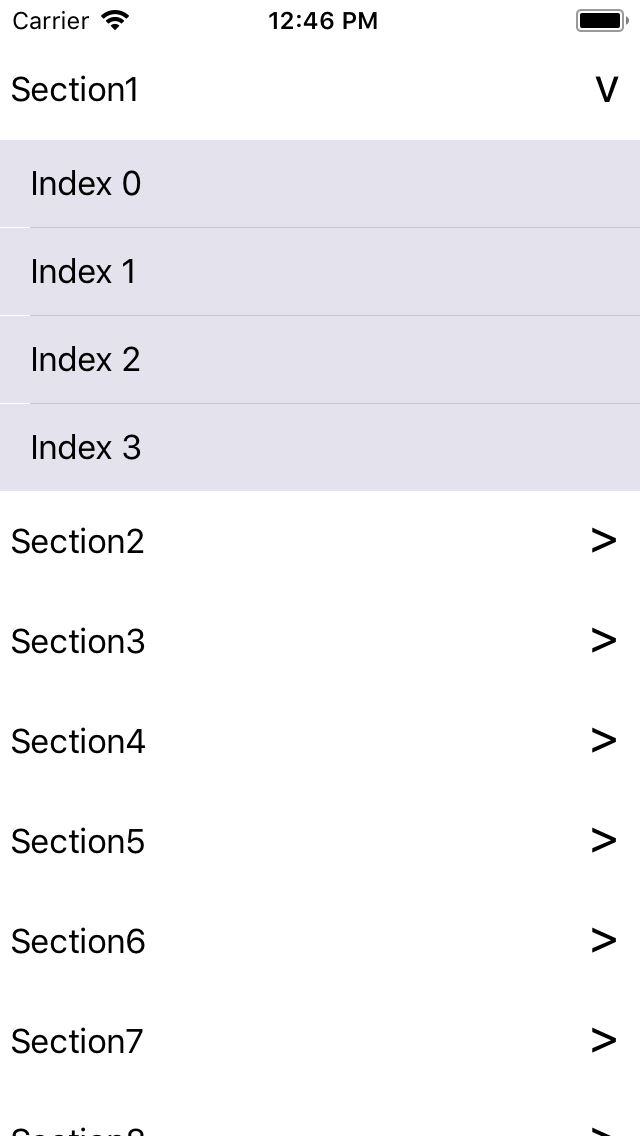 Carrier 12:46 PM
Section1 V
Index 0
Index 1
Index 2
Index 3
Section2 >
Section3 >
Section4 >
Section5 >
Section6 >
Section7 >